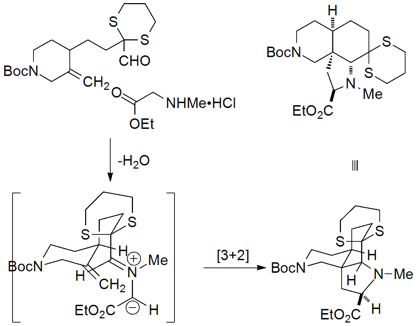 S S
BocN
CH₂ CHO
O
NHMe•HCl
OEt
H
BocN
S
N Me
H
S
EtO₂C
-H₂O
≡
S S
H
BocN
CH₂
⊕
N Me
EtO₂C ⊖ H
[3+2]
S S
H
BocN
N Me
H
EtO₂C